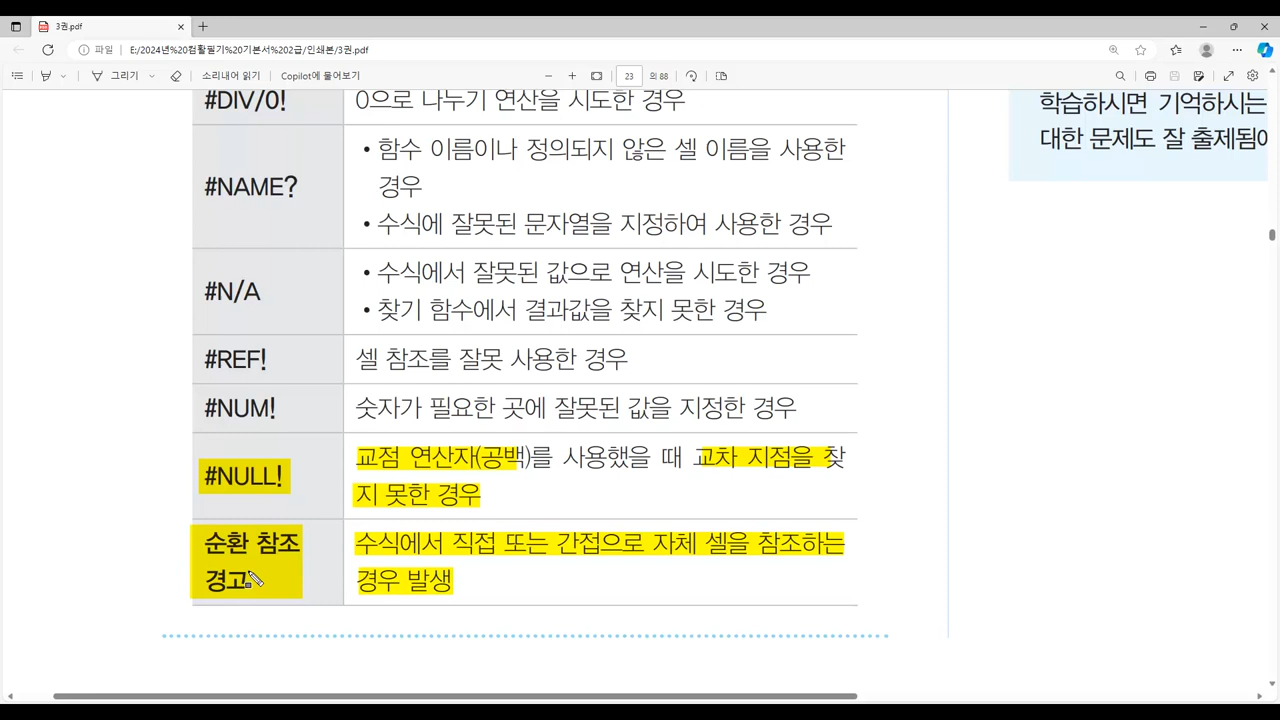 3권.pdf
파일
E:/2024년%20컴활필기%20기본서%202급/인쇄본/3권.pdf
그리기
소리내어 읽기
Copilot에 물어보기
23
의 88
#DIV/0!
0으로 나누기 연산을 시도한 경우
#NAME?
• 함수 이름이나 정의되지 않은 셀 이름을 사용한
경우
• 수식에 잘못된 문자열을 지정하여 사용한 경우
#N/A
• 수식에서 잘못된 값으로 연산을 시도한 경우
• 찾기 함수에서 결과값을 찾지 못한 경우
#REF!
셀 참조를 잘못 사용한 경우
#NUM!
숫자가 필요한 곳에 잘못된 값을 지정한 경우
#NULL!
교점 연산자(공백)를 사용했을 때 교차 지점을 찾
지 못한 경우
순환 참조
경고
수식에서 직접 또는 간접으로 자체 셀을 참조하는
경우 발생
학습하시면 기억하시는
대한 문제도 잘 출제됨